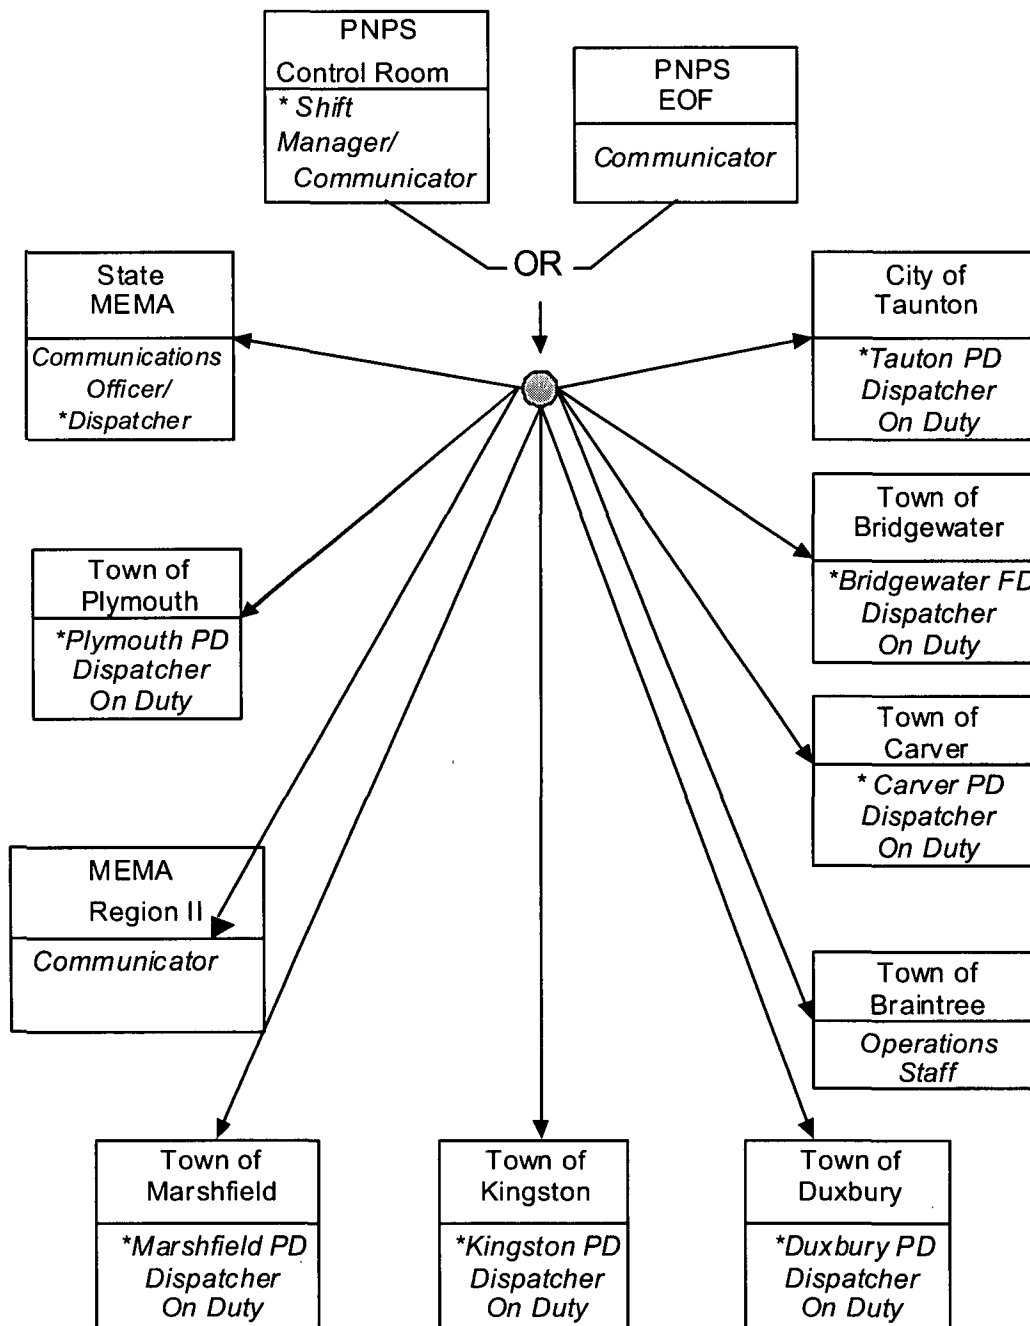 PNPS
Control Room
* Shift
Manager/
Communicator
PNPS
EOF
Communicator
OR
State
MEMA
Communications
Officer/
*Dispatcher
City of
Taunton
*Tauton PD
Dispatcher
On Duty
Town of
Bridgewater
*Bridgewater FD
Dispatcher
On Duty
Town of
Plymouth
*Plymouth PD
Dispatcher
On Duty
Town of
Carver
* Carver PD
Dispatcher
On Duty
MEMA
Region II
Communicator
Town of
Braintree
Operations
Staff
Town of
Marshfield
*Marshfield PD
Dispatcher
On Duty
Town of
Kingston
*Kingston PD
Dispatcher
On Duty
Town of
Duxbury
*Duxbury PD
Dispatcher
On Duty